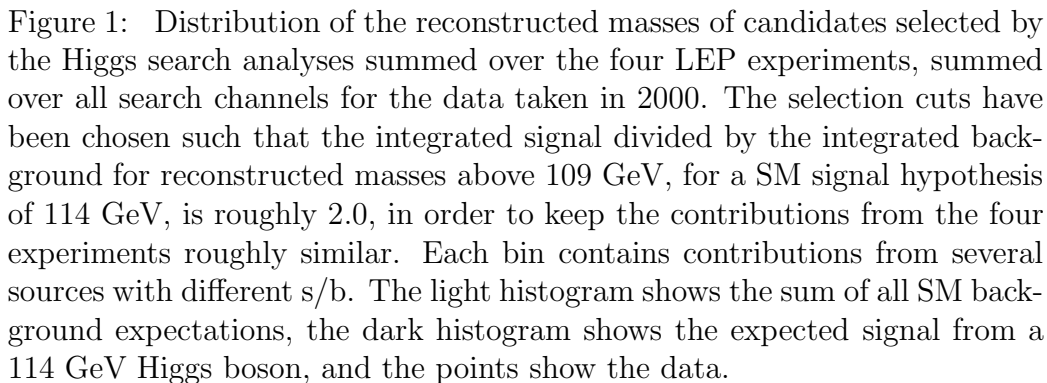 Figure 1: Distribution of the reconstructed masses of candidates selected by
the Higgs search analyses summed over the four LEP experiments, summed
over all search channels for the data taken in 2000. The selection cuts have
been chosen such that the integrated signal divided by the integrated back-
ground for reconstructed masses above 109 GeV, for a SM signal hypothesis
of 114 GeV, is roughly 2.0, in order to keep the contributions from the four
experiments roughly similar. Each bin contains contributions from several
sources with different s/b. The light histogram shows the sum of all SM back-
ground expectations, the dark histogram shows the expected signal from a
114 GeV Higgs boson, and the points show the data.